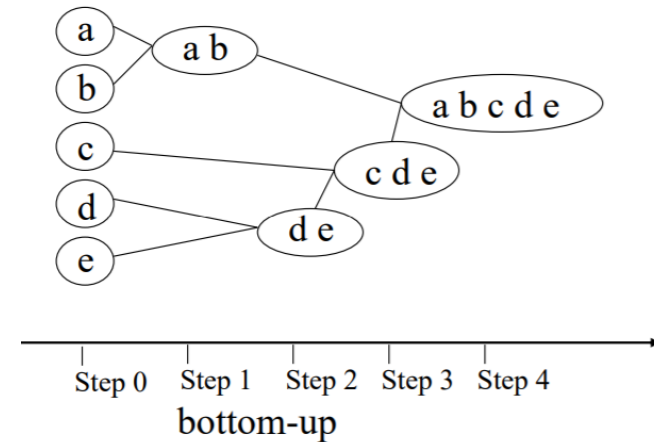 a
a b
b
a b c d e
c
c d e
d
d e
e
Step 0 Step 1 Step 2 Step 3 Step 4
bottom-up